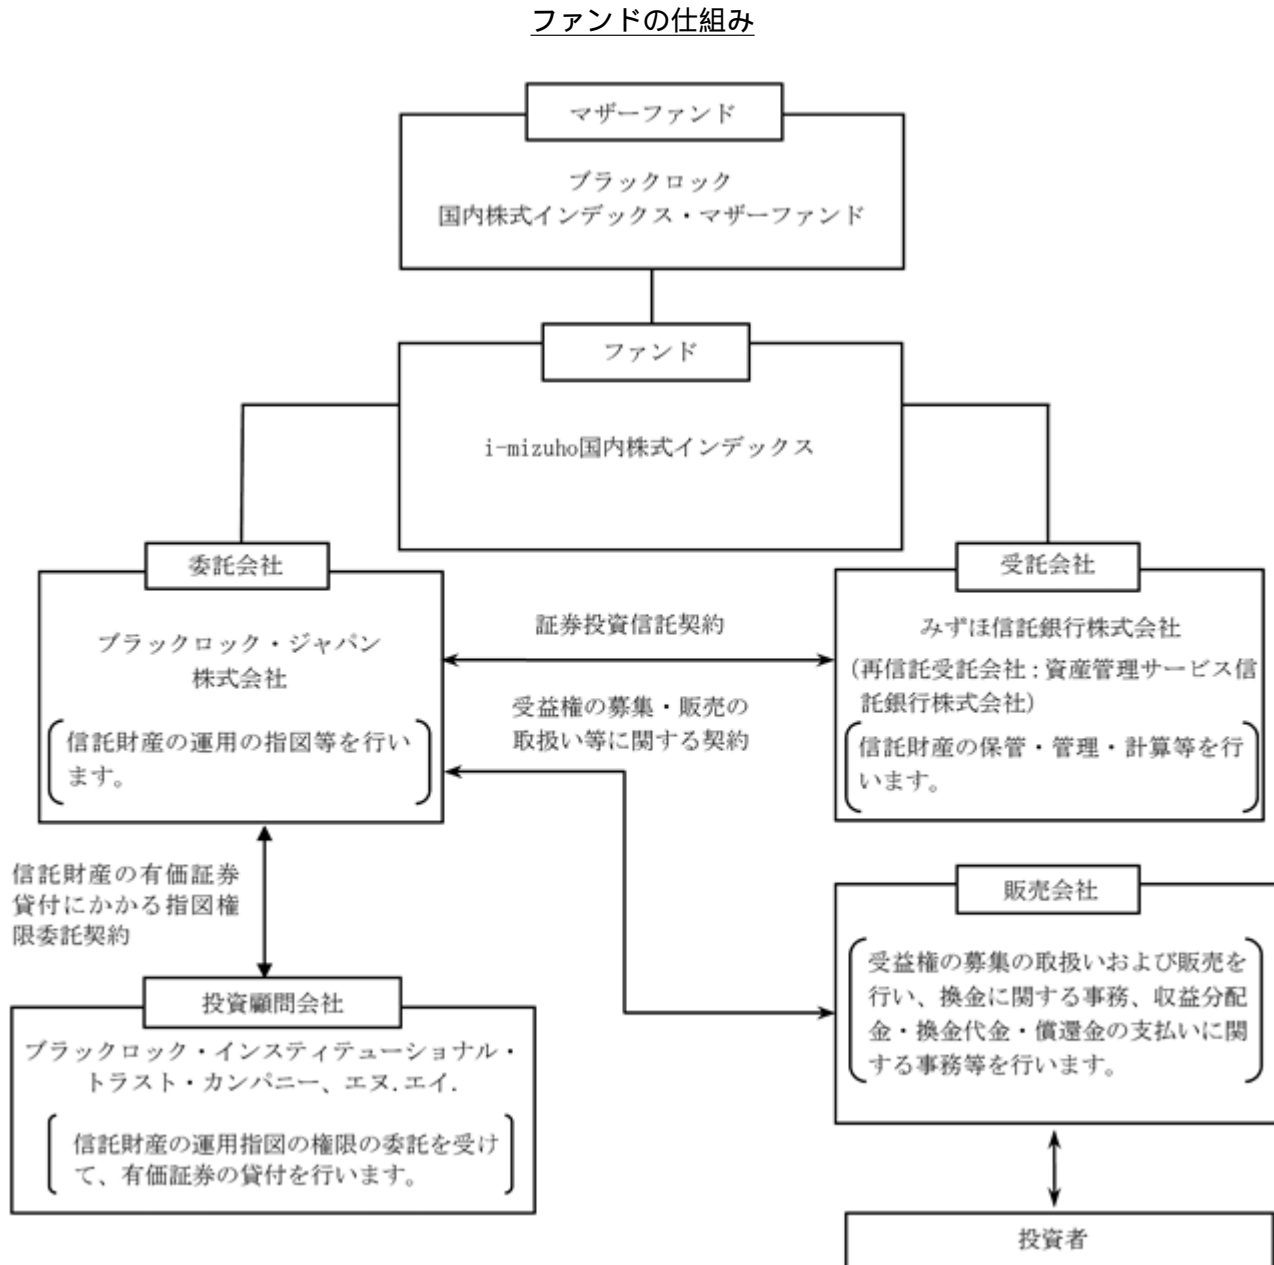 ファンドの仕組み
マザーファンド
ブラックロック
国内株式インデックス・マザーファンド
ファンド
i-mizuho国内株式インデックス
委託会社
ブラックロック・ジャパン
株式会社
信託財産の運用の指図等を行い
ます。
証券投資信託契約
受益権の募集・販売の
取扱い等に関する契約
受託会社
みずほ信託銀行株式会社
(再信託受託会社:資産管理サービス信
託銀行株式会社)
信託財産の保管・管理・計算等を行
います。
信託財産の有価証券
貸付にかかる指図権
限委託契約
投資顧問会社
ブラックロック・インスティテューショナル・
トラスト・カンパニー、エヌ.エイ.
信託財産の運用指図の権限の委託を受け
て、有価証券の貸付を行います。
販売会社
受益権の募集の取扱いおよび販売を
行い、換金に関する事務、収益分配
金・換金代金・償還金の支払いに関
する事務等を行います。
投資者